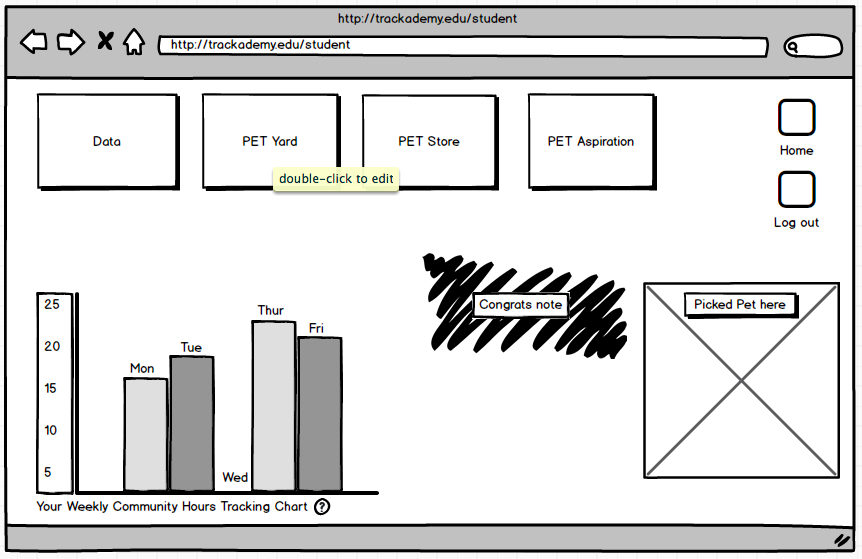 http://trackademy.edu/student
http://trackademy.edu/student
Data
PET Yard
PET Store
PET Aspiration
double-click to edit
Home
Log out
Congrats note
Picked Pet here
25
20
15
10
5
Mon
Tue
Wed
Thur
Fri
Your Weekly Community Hours Tracking Chart ?